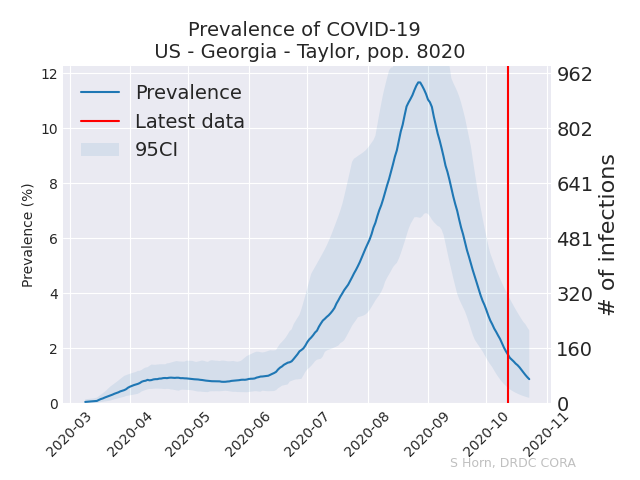 Prevalence of COVID-19
US - Georgia - Taylor, pop. 8020
Prevalence
Latest data
95CI
Prevalence (%)
12
10
8
6
4
2
0
962
802
641
481
320
160
0
# of infections
2020-03
2020-04
2020-05
2020-06
2020-07
2020-08
2020-09
2020-10
2020-11
S Horn, DRDC CORA